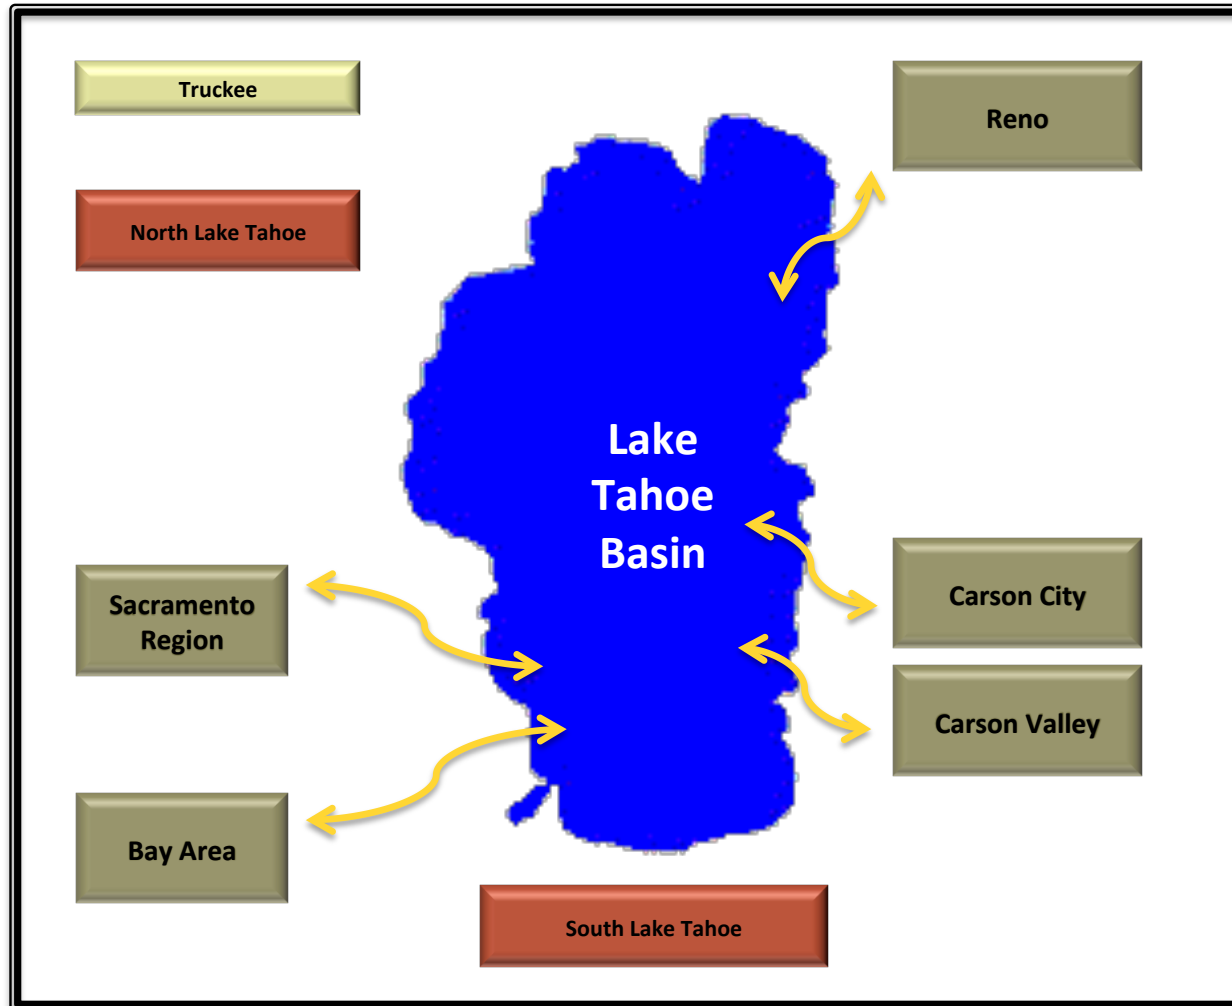 Truckee
Reno
North Lake Tahoe
Lake
Tahoe
Basin
Sacramento
Region
Carson City
Carson Valley
Bay Area
South Lake Tahoe